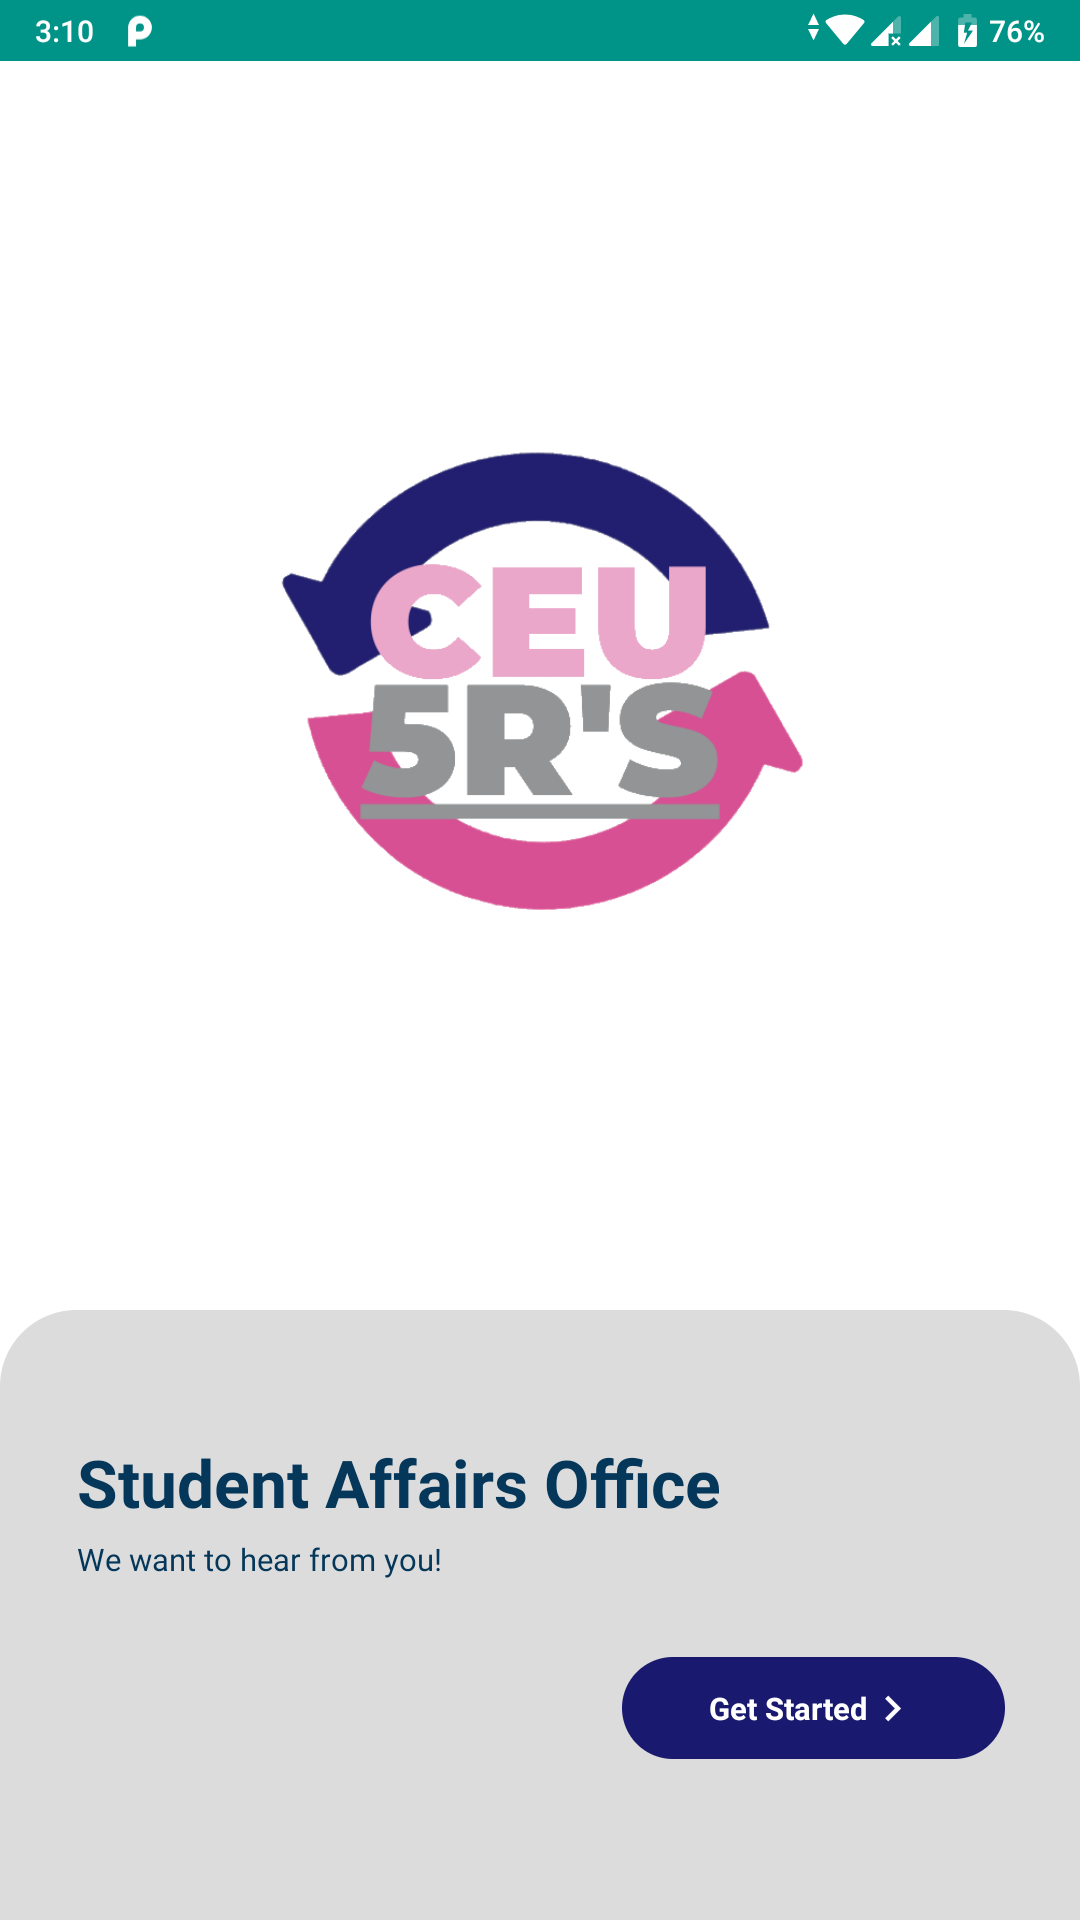 3:10
76%
CEU
5R'S
Student Affairs Office
We want to hear from you!
Get Started